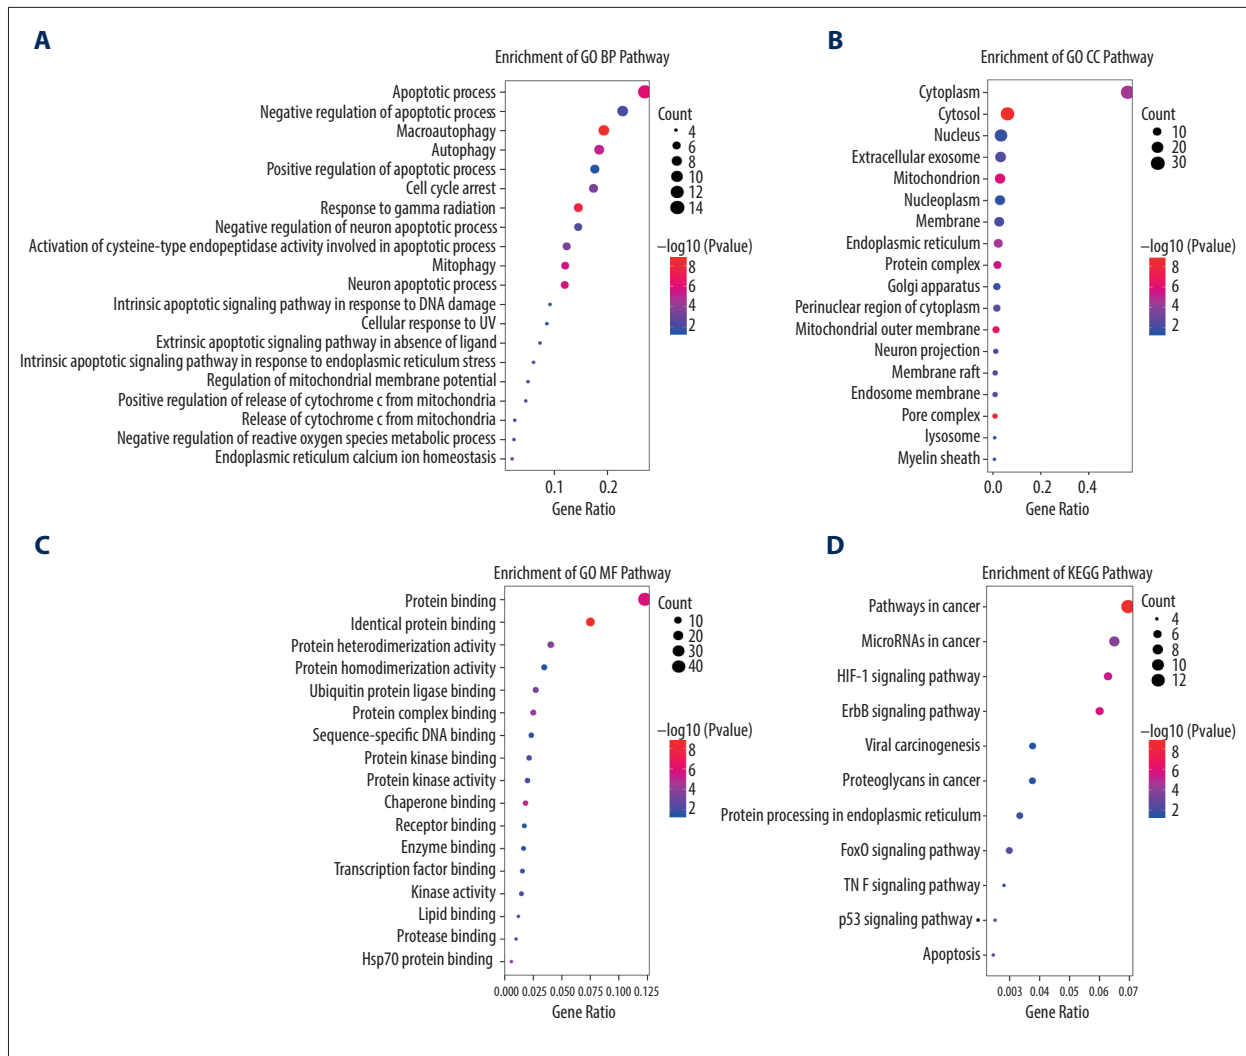 A
Enrichment of GO BP Pathway
Apoptotic process
Negative regulation of apoptotic process
Macroautophagy
Autophagy
Positive regulation of apoptotic process
Cell cycle arrest
Response to gamma radiation
Negative regulation of neuron apoptotic process
Activation of cysteine-type endopeptidase activity involved in apoptotic process
Mitophagy
Neuron apoptotic process
Intrinsic apoptotic signaling pathway in response to DNA damage
Cellular response to UV
Extrinsic apoptotic signaling pathway in absence of ligand
Intrinsic apoptotic signaling pathway in response to endoplasmic reticulum stress
Regulation of mitochondrial membrane potential
Positive regulation of release of cytochrome c from mitochondria
Release of cytochrome c from mitochondria
Negative regulation of reactive oxygen species metabolic process
Endoplasmic reticulum calcium ion homeostasis
0.1 0.2
Gene Ratio
Count
4
6
8
10
12
14
−log10 (Pvalue)
8
6
4
2
B
Enrichment of GO CC Pathway
Cytoplasm
Cytosol
Nucleus
Extracellular exosome
Mitochondrion
Nucleoplasm
Membrane
Endoplasmic reticulum
Protein complex
Golgi apparatus
Perinuclear region of cytoplasm
Mitochondrial outer membrane
Neuron projection
Membrane raft
Endosome membrane
Pore complex
lysosome
Myelin sheath
0.0 0.2 0.4
Gene Ratio
Count
10
20
30
−log10 (Pvalue)
8
6
4
2
C
Enrichment of GO MF Pathway
Protein binding
Identical protein binding
Protein heterodimerization activity
Protein homodimerization activity
Ubiquitin protein ligase binding
Protein complex binding
Sequence-specific DNA binding
Protein kinase binding
Protein kinase activity
Chaperone binding
Receptor binding
Enzyme binding
Transcription factor binding
Kinase activity
Lipid binding
Protease binding
Hsp70 protein binding
0.000 0.025 0.050 0.075 0.100 0.125
Gene Ratio
Count
10
20
30
40
−log10 (Pvalue)
8
6
4
2
D
Enrichment of KEGG Pathway
Pathways in cancer
MicroRNAs in cancer
HIF-1 signaling pathway
ErbB signaling pathway
Viral carcinogenesis
Proteoglycans in cancer
Protein processing in endoplasmic reticulum
FoxO signaling pathway
TN F signaling pathway
p53 signaling pathway
Apoptosis
0.003 0.04 0.05 0.06 0.07
Gene Ratio
Count
4
6
8
10
12
−log10 (Pvalue)
8
6
4
2